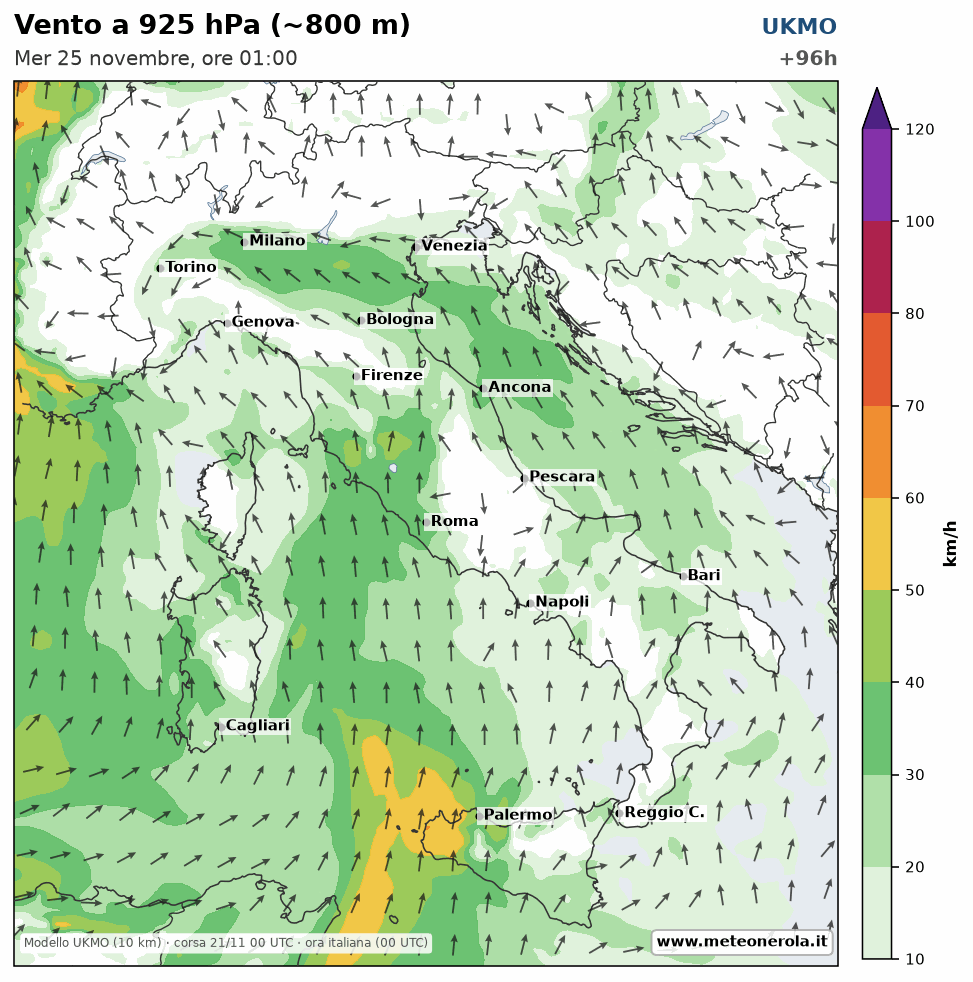 Vento a 925 hPa (~800 m)
UKMO
Mer 25 novembre, ore 01:00
+96h
Milano
Venezia
Torino
Genova
Bologna
Firenze
Ancona
Pescara
Roma
Bari
Napoli
Cagliari
Palermo
Reggio C.
120
100
80
70
60
50
40
30
20
10
km/h
Modello UKMO (10 km) · corsa 21/11 00 UTC · ora italiana (00 UTC)
www.meteonerola.it